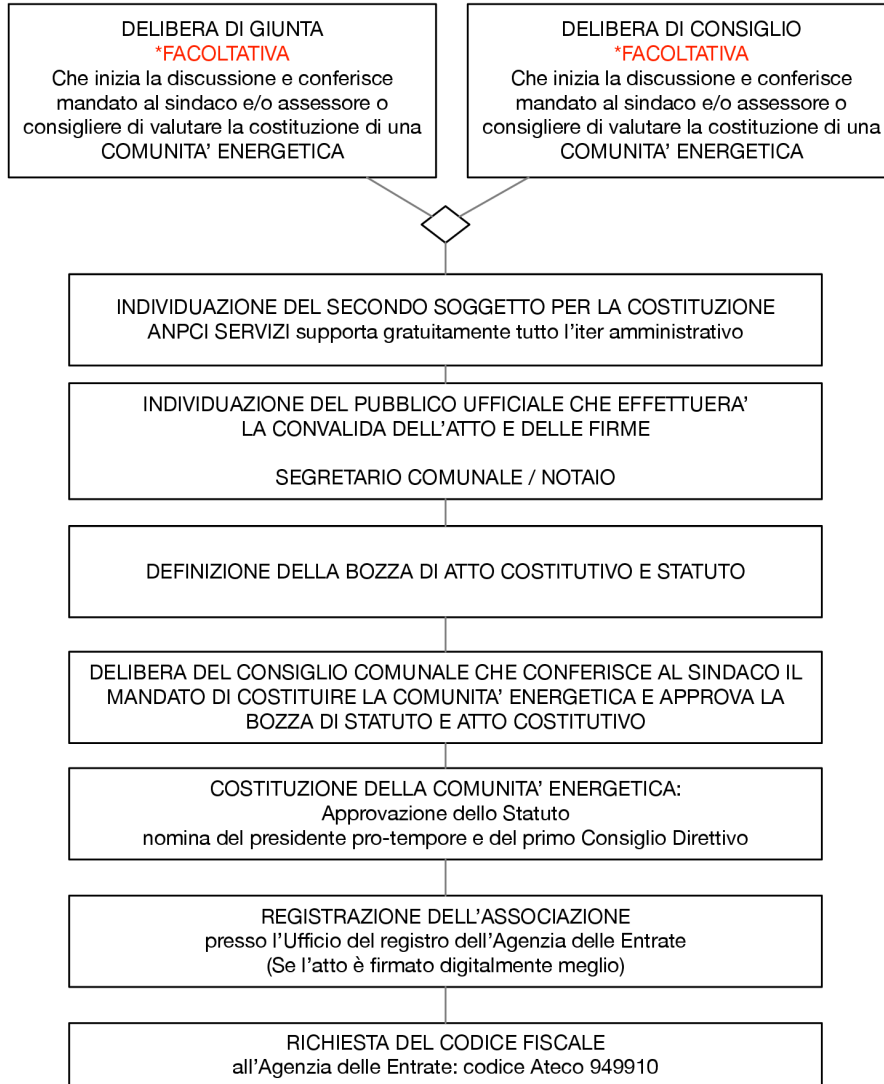 DELIBERA DI GIUNTA
*FACOLTATIVA
Che inizia la discussione e conferisce
mandato al sindaco e/o assessore o
consigliere di valutare la costituzione di una
COMUNITA' ENERGETICA
DELIBERA DI CONSIGLIO
*FACOLTATIVA
Che inizia la discussione e conferisce
mandato al sindaco e/o assessore o
consigliere di valutare la costituzione di una
COMUNITA' ENERGETICA
INDIVIDUAZIONE DEL SECONDO SOGGETTO PER LA COSTITUZIONE
ANPCI SERVIZI supporta gratuitamente tutto l'iter amministrativo
INDIVIDUAZIONE DEL PUBBLICO UFFICIALE CHE EFFETTUERA'
LA CONVALIDA DELL'ATTO E DELLE FIRME
SEGRETARIO COMUNALE / NOTAIO
DEFINIZIONE DELLA BOZZA DI ATTO COSTITUTIVO E STATUTO
DELIBERA DEL CONSIGLIO COMUNALE CHE CONFERISCE AL SINDACO IL
MANDATO DI COSTITUIRE LA COMUNITA' ENERGETICA E APPROVA LA
BOZZA DI STATUTO E ATTO COSTITUTIVO
COSTITUZIONE DELLA COMUNITA' ENERGETICA:
Approvazione dello Statuto
nomina del presidente pro-tempore e del primo Consiglio Direttivo
REGISTRAZIONE DELL'ASSOCIAZIONE
presso l'Ufficio del registro dell'Agenzia delle Entrate
(Se l'atto è firmato digitalmente meglio)
RICHIESTA DEL CODICE FISCALE
all'Agenzia delle Entrate: codice Ateco 949910